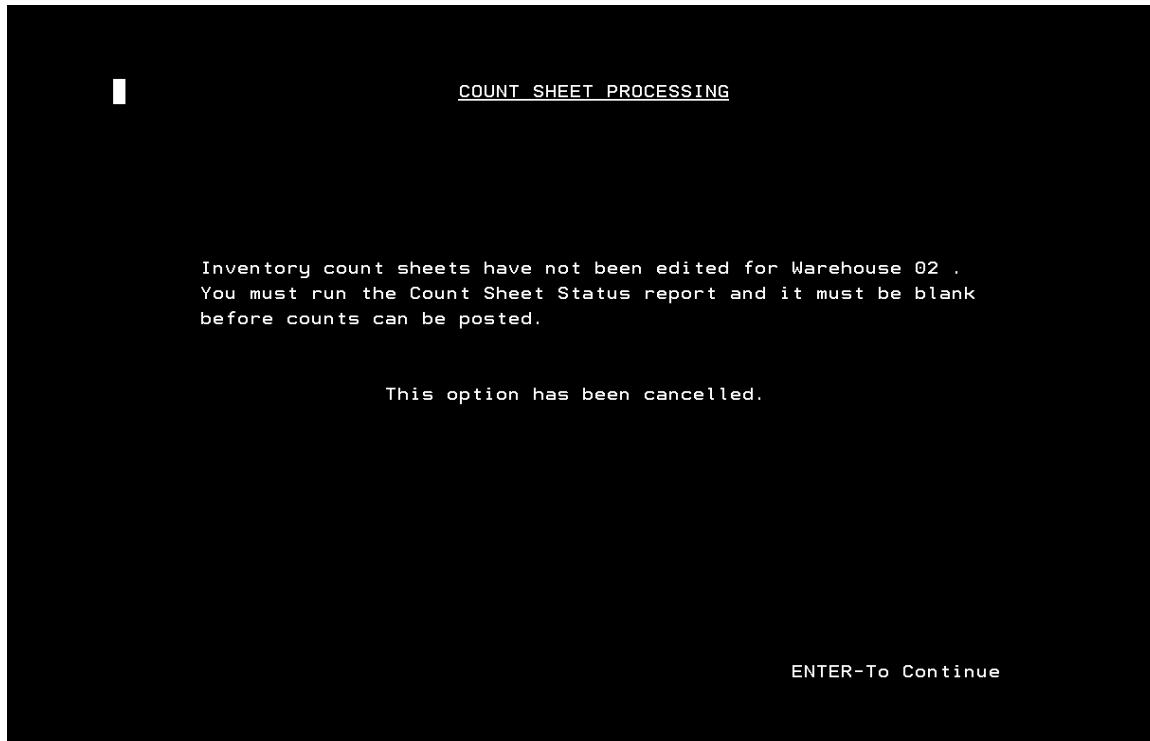 COUNT SHEET PROCESSING
Inventory count sheets have not been edited for Warehouse 02 .
You must run the Count Sheet Status report and it must be blank
before counts can be posted.
This option has been cancelled.
ENTER-To Continue